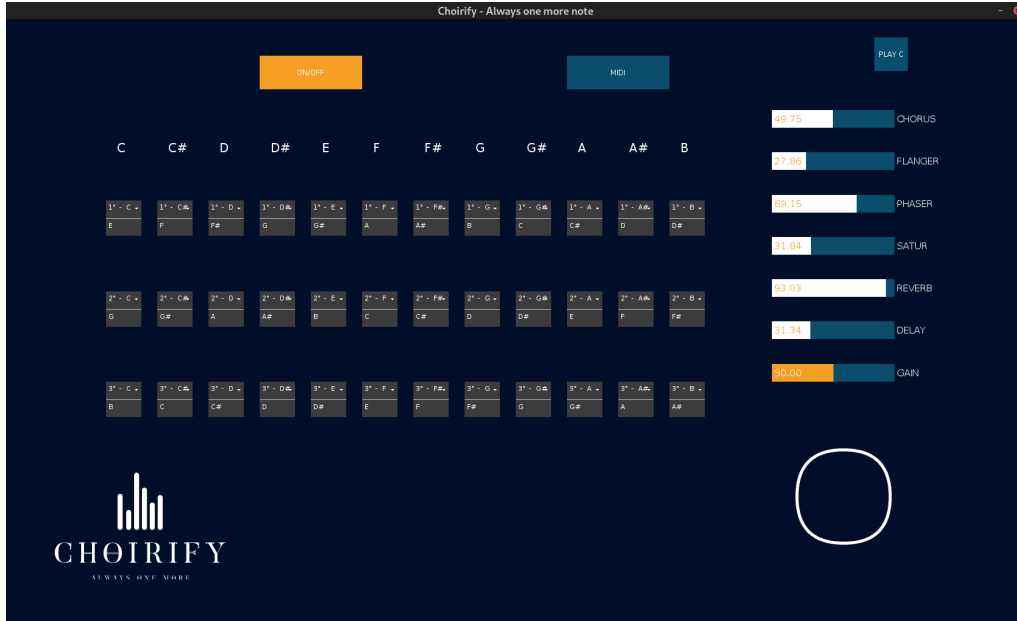 Choirify - Always one more note
PLAY C
ON/OFF MIDI
49.75 CHORUS
C C# D D# E F F# G G# A A# B
27.86 FLANGER
69.15 PHASER
1° - C 1° - C# 1° - D 1° - D# 1° - E 1° - F 1° - F# 1° - G 1° - G# 1° - A 1° - A# 1° - B
E F F# G G# A A# B C C# D D#
31.84 SATUR
93.03 REVERB
2° - C 2° - C# 2° - D 2° - D# 2° - E 2° - F 2° - F# 2° - G 2° - G# 2° - A 2° - A# 2° - B
G G# A A# B C C# D D# E F F#
31.34 DELAY
50.00 GAIN
3° - C 3° - C# 3° - D 3° - D# 3° - E 3° - F 3° - F# 3° - G 3° - G# 3° - A 3° - A# 3° - B
B C C# D D# E F F# G G# A A#
CHOIRIFY
ALWAYS ONE MORE